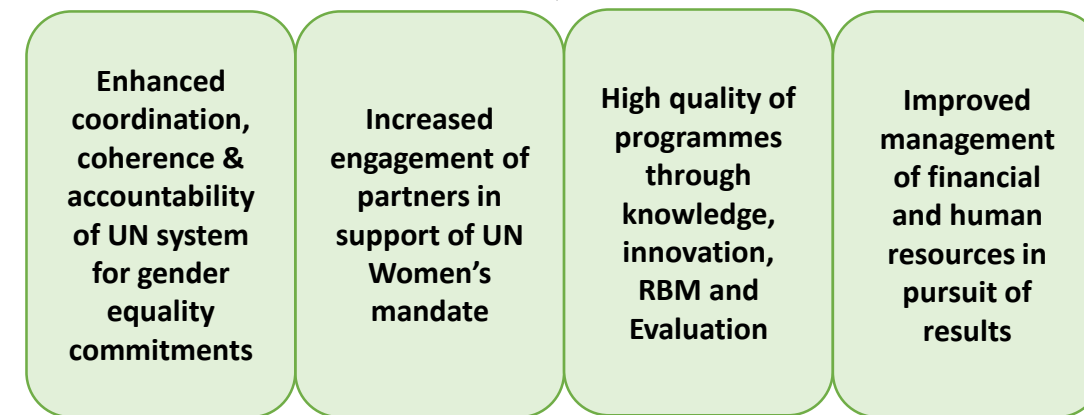 Enhanced
coordination,
coherence &
accountability
of UN system
for gender
equality
commitments
Increased
engagement of
partners in
support of UN
Women’s
mandate
High quality of
programmes
through
knowledge,
innovation,
RBM and
Evaluation
Improved
management
of financial
and human
resources in
pursuit of
results